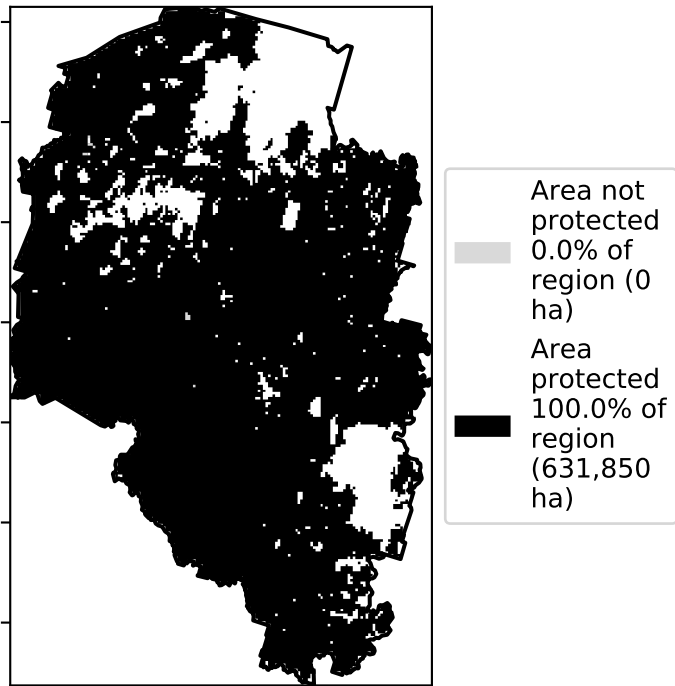 Area not
protected
0.0% of
region (0
ha)
Area
protected
100.0% of
region
(631,850
ha)